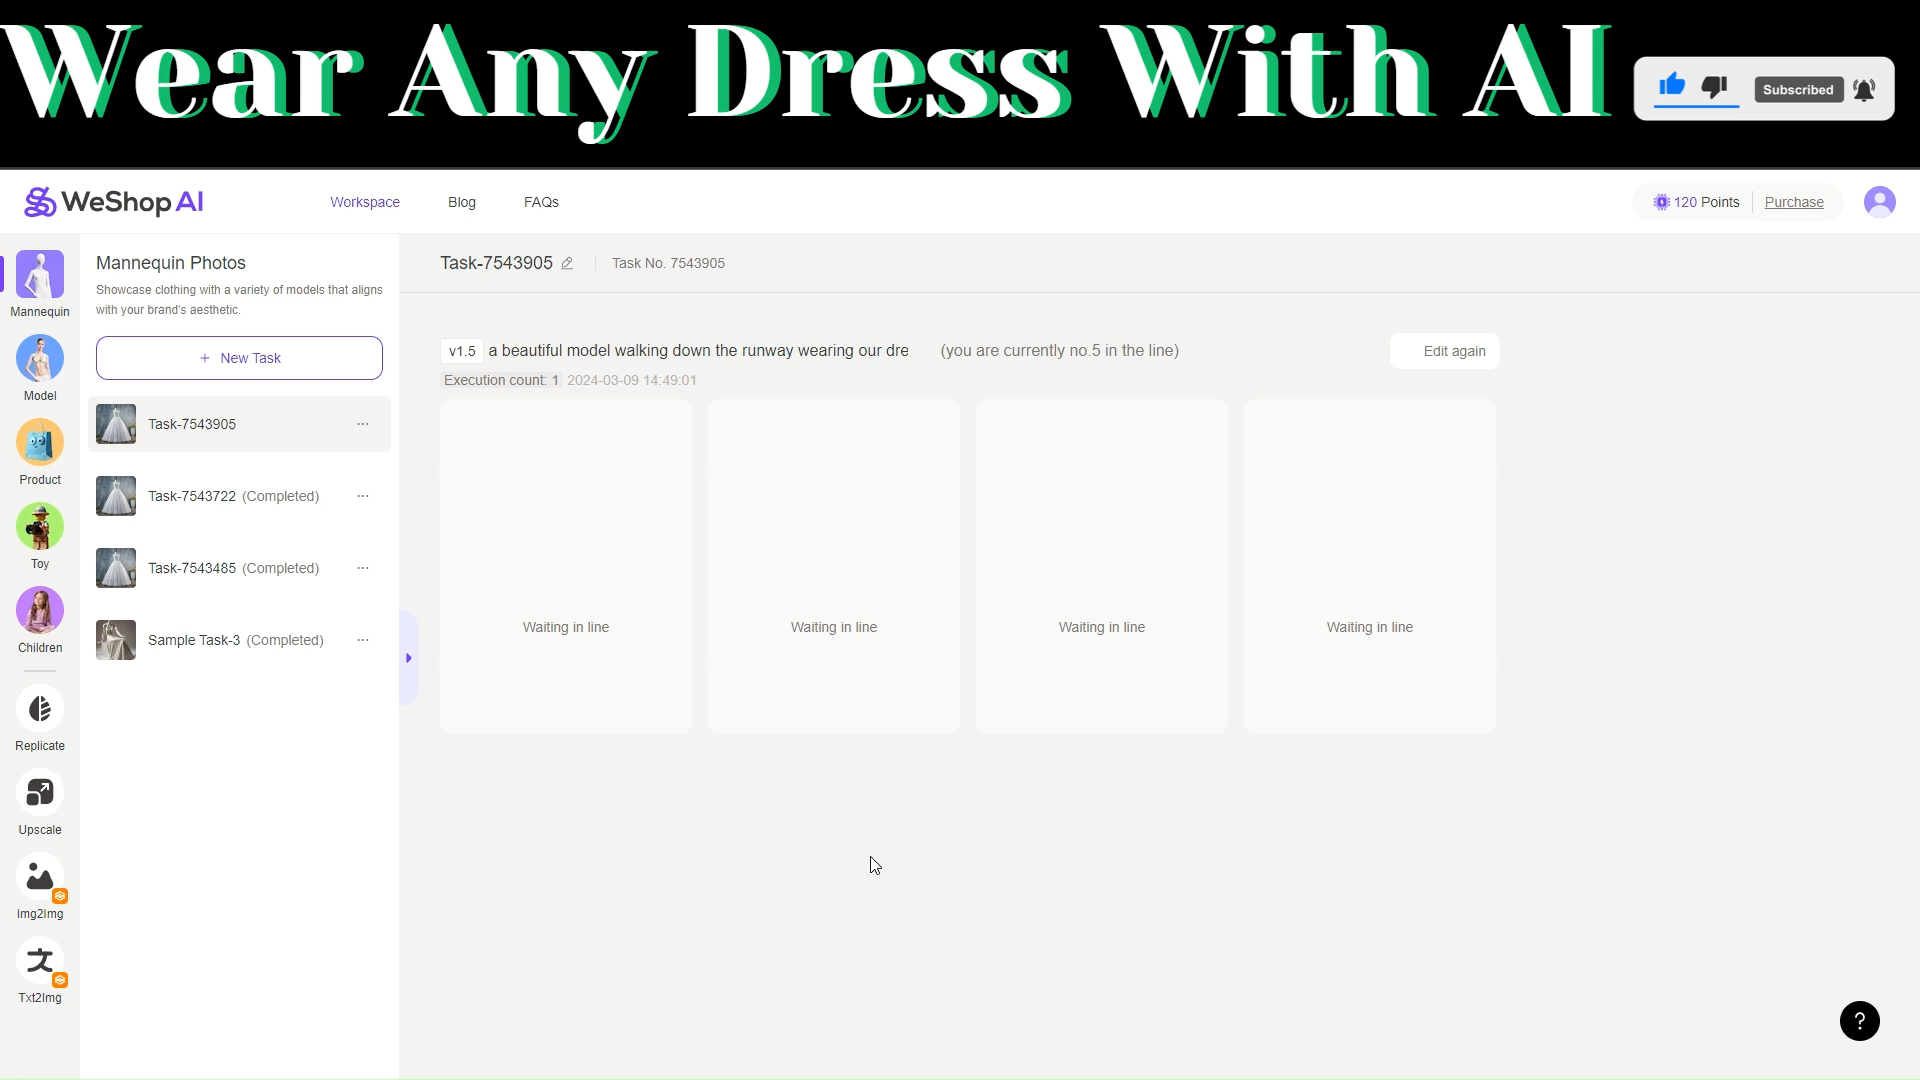 Wear Any Dress With AI
Subscribed
WeShop AI
Workspace
Blog
FAQs
120 Points
Purchase
Mannequin
Model
Product
Toy
Children
Replicate
Upscale
Img2Img
Txt2Img
Mannequin Photos
Showcase clothing with a variety of models that aligns
with your brand's aesthetic.
+ New Task
Task-7543905 ...
Task-7543722 (Completed) ...
Task-7543485 (Completed) ...
Sample Task-3 (Completed) ...
Task-7543905
Task No. 7543905
v1.5 a beautiful model walking down the runway wearing our dre (you are currently no.5 in the line)
Edit again
Execution count: 1 2024-03-09 14:49:01
Waiting in line
Waiting in line
Waiting in line
Waiting in line
?